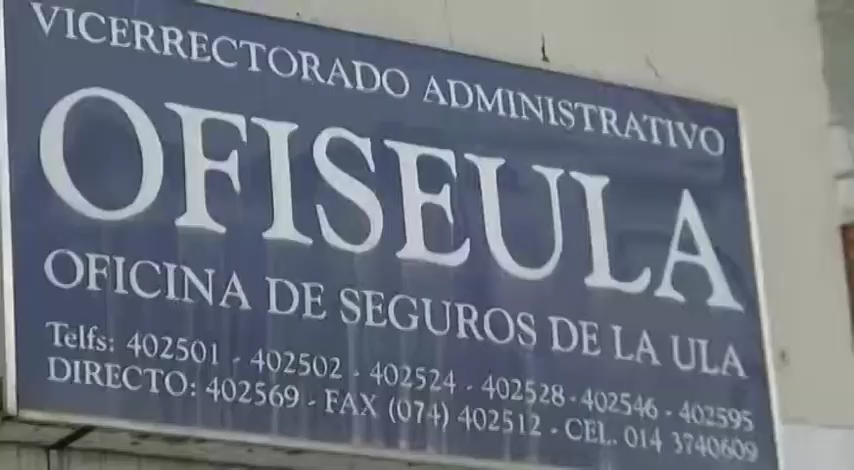 VICERRECTORADO ADMINISTRATIVO
OFISEULA
OFICINA DE SEGUROS DE LA ULA
Telfs: 402501 - 402502 - 402524 - 402528 - 402546 - 402595
DIRECTO: 402569 - FAX (074) 402512 - CEL. 014 3740609